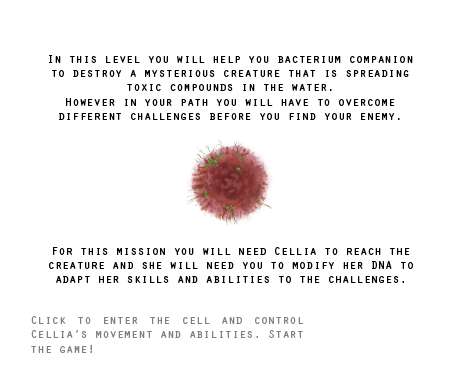 In this level you will help you bacterium companion
to destroy a mysterious creature that is spreading
toxic compounds in the water.
However in your path you will have to overcome
different challenges before you find your enemy.
For this mission you will need Cellia to reach the
creature and she will need you to modify her DNA to
adapt her skills and abilities to the challenges.
Click to enter the cell and control
Cellia's movement and abilities. Start
the game!